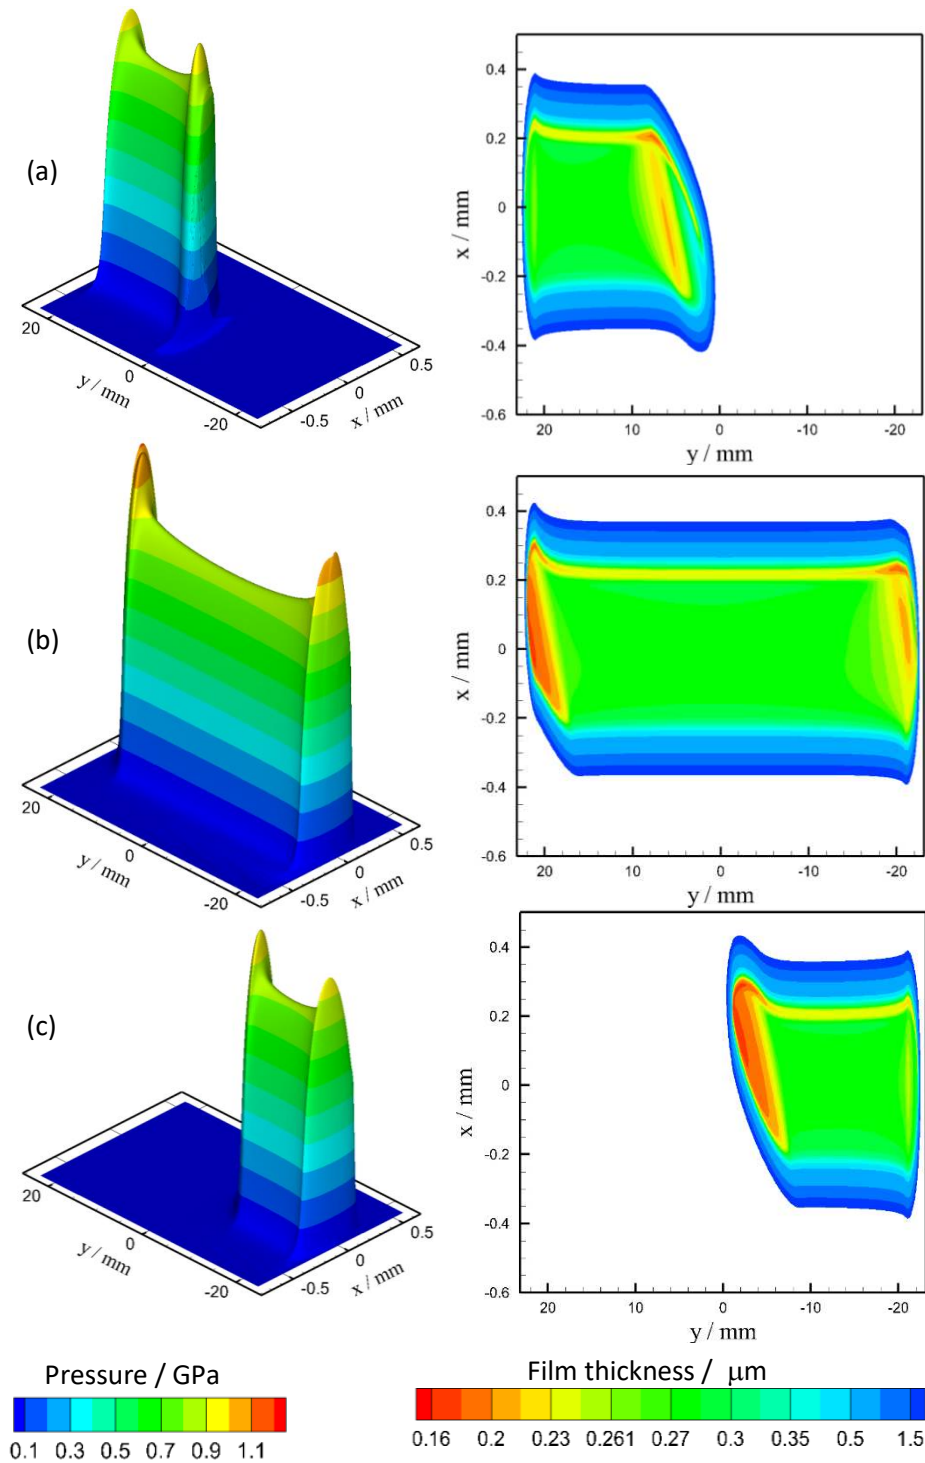 (a)
20
0
-20
y / mm
-0.5
0
0.5
x / mm
0.4
0.2
0
-0.2
-0.4
-0.6
x / mm
20
10
0
-10
-20
y / mm
(b)
20
0
-20
y / mm
-0.5
0
0.5
x / mm
0.4
0.2
0
-0.2
-0.4
-0.6
x / mm
20
10
0
-10
-20
y / mm
(c)
20
0
-20
y / mm
-0.5
0
0.5
x / mm
0.4
0.2
0
-0.2
-0.4
-0.6
x / mm
20
10
0
-10
-20
y / mm
Pressure / GPa
0.1 0.3 0.5 0.7 0.9 1.1
Film thickness / μm
0.16 0.2 0.23 0.261 0.27 0.3 0.35 0.5 1.5